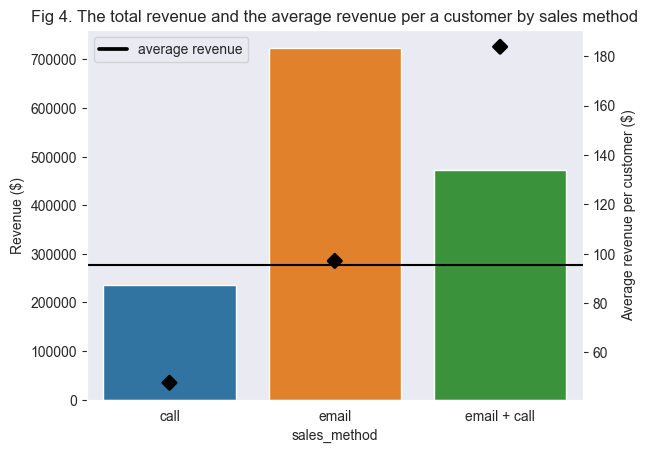 Fig 4. The total revenue and the average revenue per a customer by sales method
average revenue
Revenue ($)
700000
600000
500000
400000
300000
200000
100000
0
180
160
140
120
100
80
60
Average revenue per customer ($)
call
email
email + call
sales_method